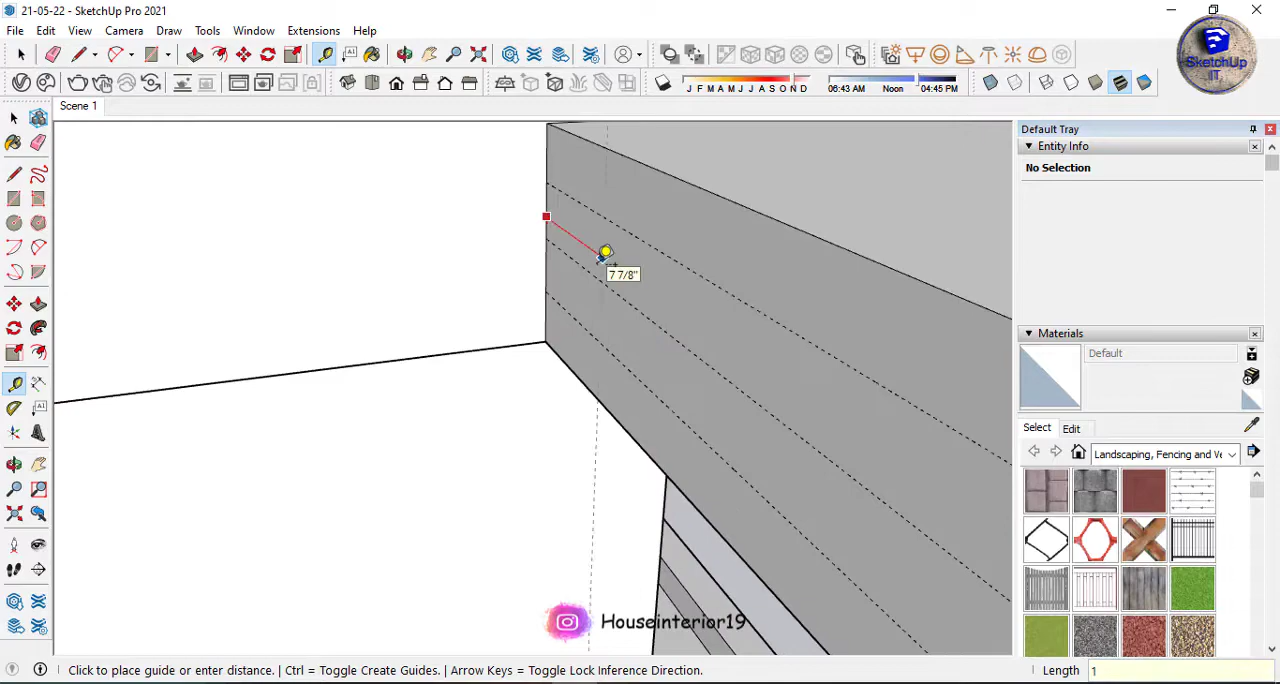 21-05-22 - SketchUp Pro 2021
File Edit View Camera Draw Tools Window Extensions Help
SketchUp IT
J F M A M J J A S O N D 06:43 AM Noon 04:45 PM
Scene 1
Default Tray
Entity Info
No Selection
7 7/8"
Materials
Default
Select Edit
Landscaping, Fencing and Ve
Houseinterior19
Click to place guide or enter distance. | Ctrl = Toggle Create Guides. | Arrow Keys = Toggle Lock Inference Direction.
Length 1